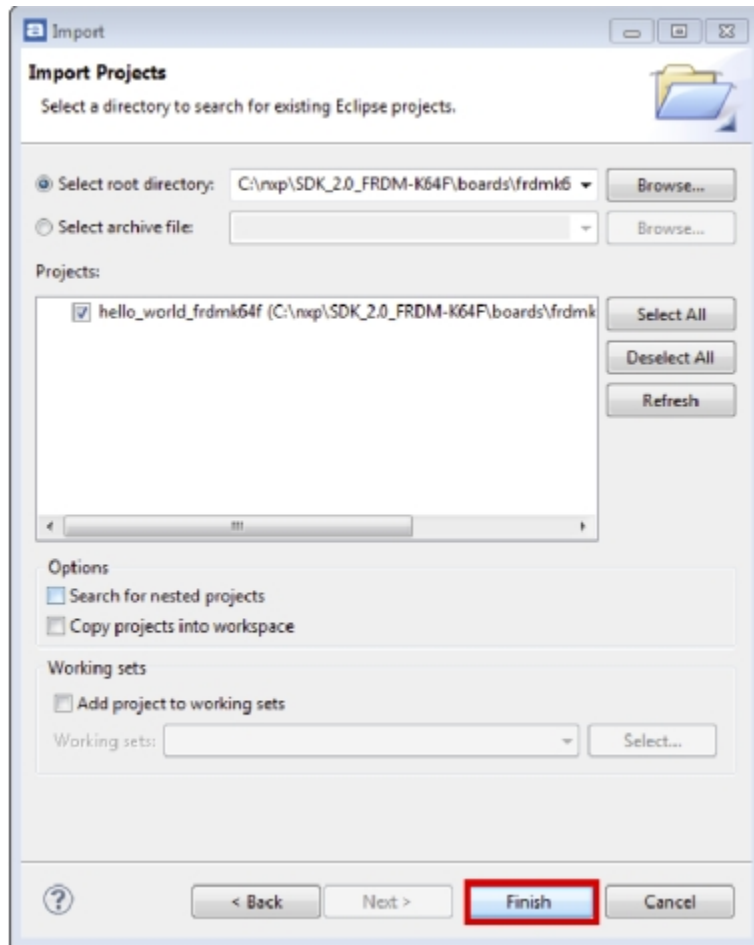 Import
Import Projects
Select a directory to search for existing Eclipse projects.
Select root directory: C:\nxp\SDK_2.0_FRDM-K64F\boards\frdmk6 Browse...
Select archive file: Browse...
Projects:
hello_world_frdmk64f (C:\nxp\SDK_2.0_FRDM-K64F\boards\frdmk
Select All
Deselect All
Refresh
Options
Search for nested projects
Copy projects into workspace
Working sets
Add project to working sets
Working sets: Select...
? < Back Next > Finish Cancel